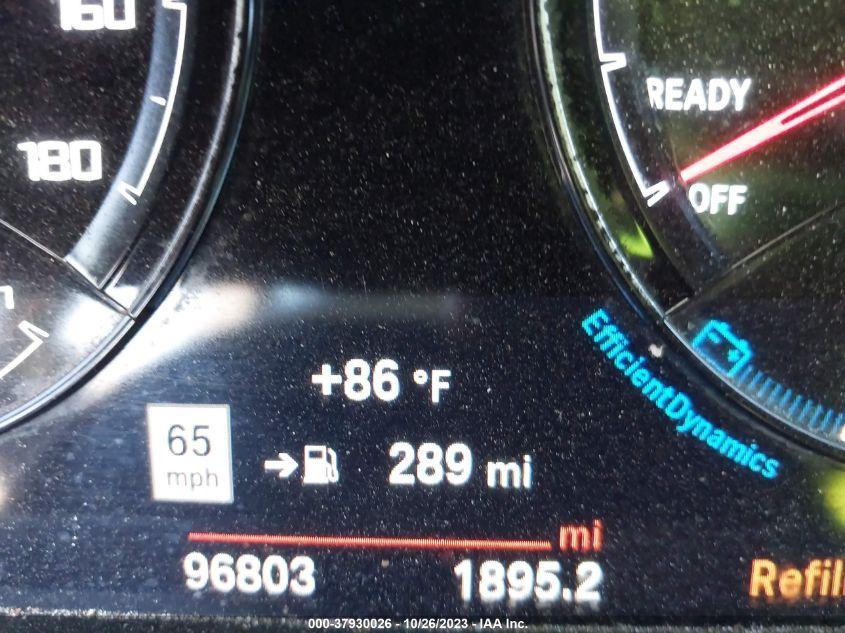 160
180
READY
OFF
EfficientDynamics
+86 °F
65
mph
289 mi
mi
96803 1895.2
000-37930026 - 10/26/2023 - IAA Inc.